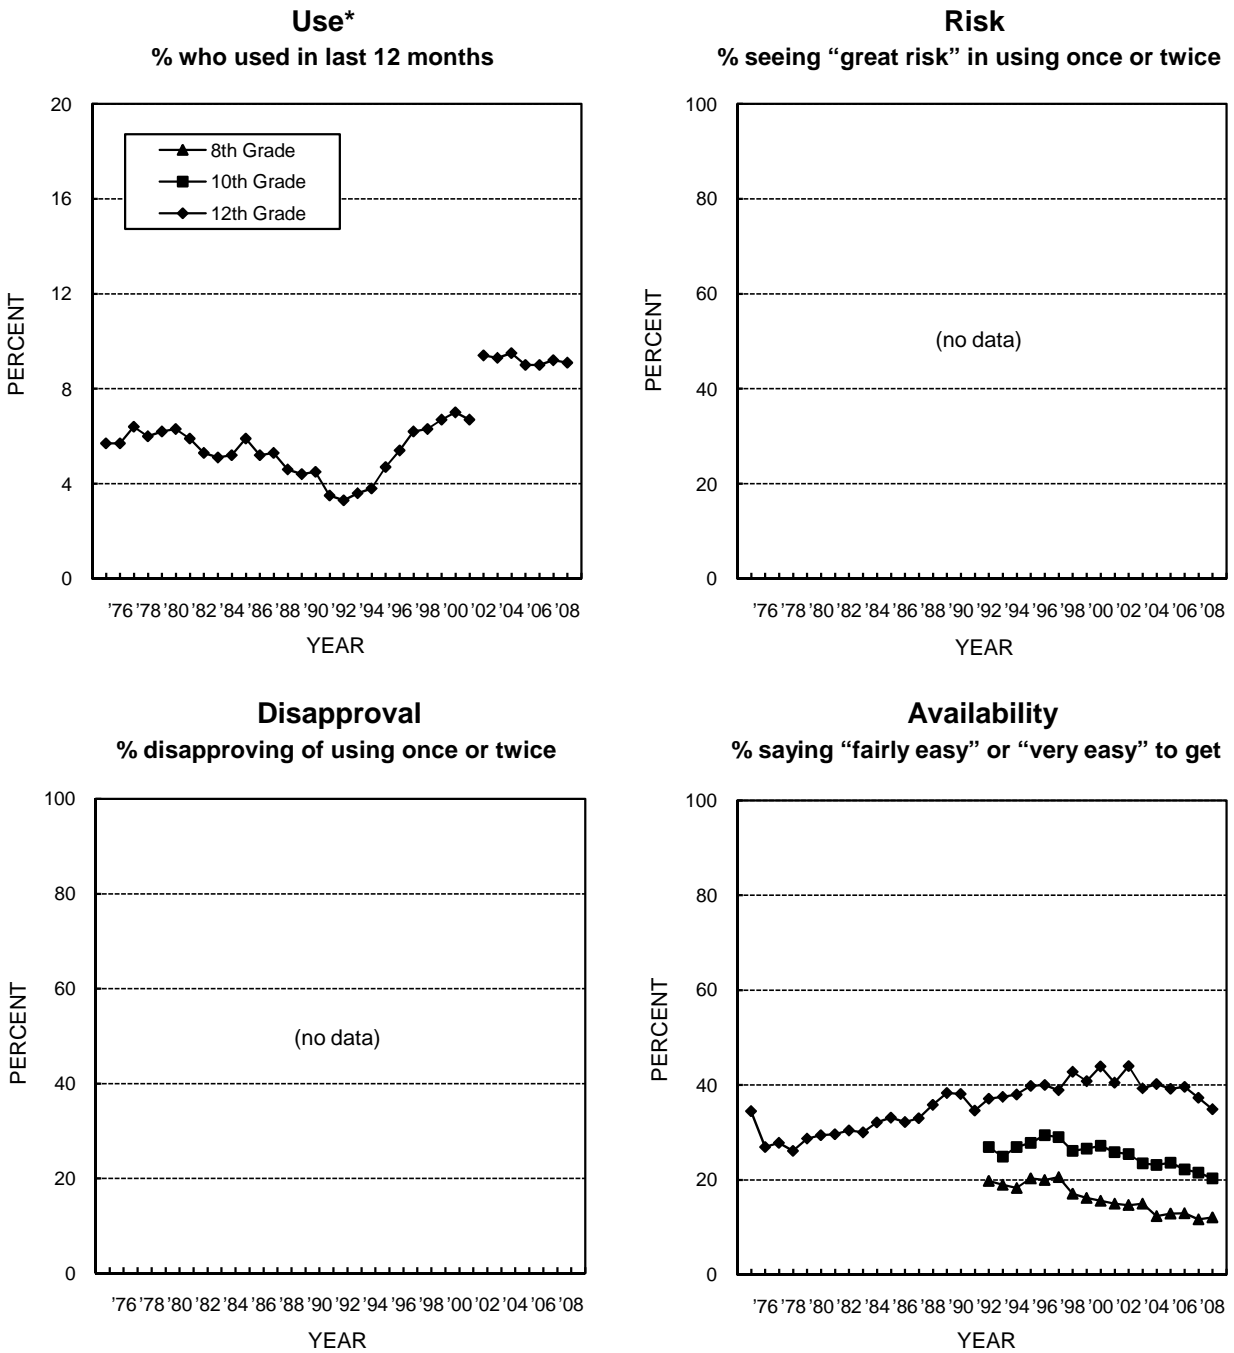 Use*
% who used in last 12 months
20
16
12
8
4
0
PERCENT
8th Grade
10th Grade
12th Grade
’76 ’78 ’80 ’82 ’84 ’86 ’88 ’90 ’92 ’94 ’96 ’98 ’00 ’02 ’04 ’06 ’08
YEAR
Risk
% seeing “great risk” in using once or twice
100
80
60
40
20
0
PERCENT
(no data)
’76 ’78 ’80 ’82 ’84 ’86 ’88 ’90 ’92 ’94 ’96 ’98 ’00 ’02 ’04 ’06 ’08
YEAR
Disapproval
% disapproving of using once or twice
100
80
60
40
20
0
PERCENT
(no data)
’76 ’78 ’80 ’82 ’84 ’86 ’88 ’90 ’92 ’94 ’96 ’98 ’00 ’02 ’04 ’06 ’08
YEAR
Availability
% saying “fairly easy” or “very easy” to get
100
80
60
40
20
0
PERCENT
’76 ’78 ’80 ’82 ’84 ’86 ’88 ’90 ’92 ’94 ’96 ’98 ’00 ’02 ’04 ’06 ’08
YEAR